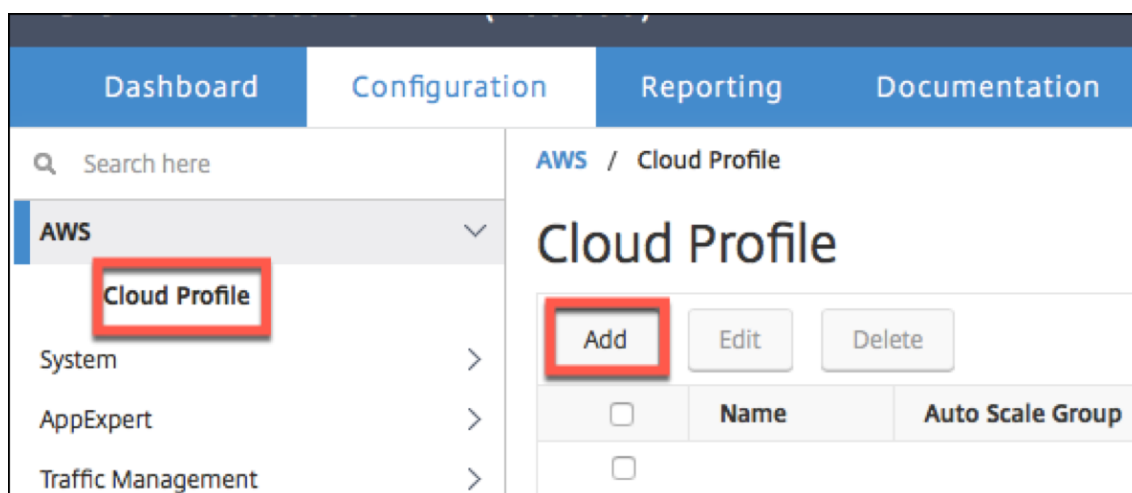 Dashboard Configuration Reporting Documentation
Search here
AWS
Cloud Profile
System
AppExpert
Traffic Management
AWS / Cloud Profile
Cloud Profile
Add Edit Delete
Name Auto Scale Group